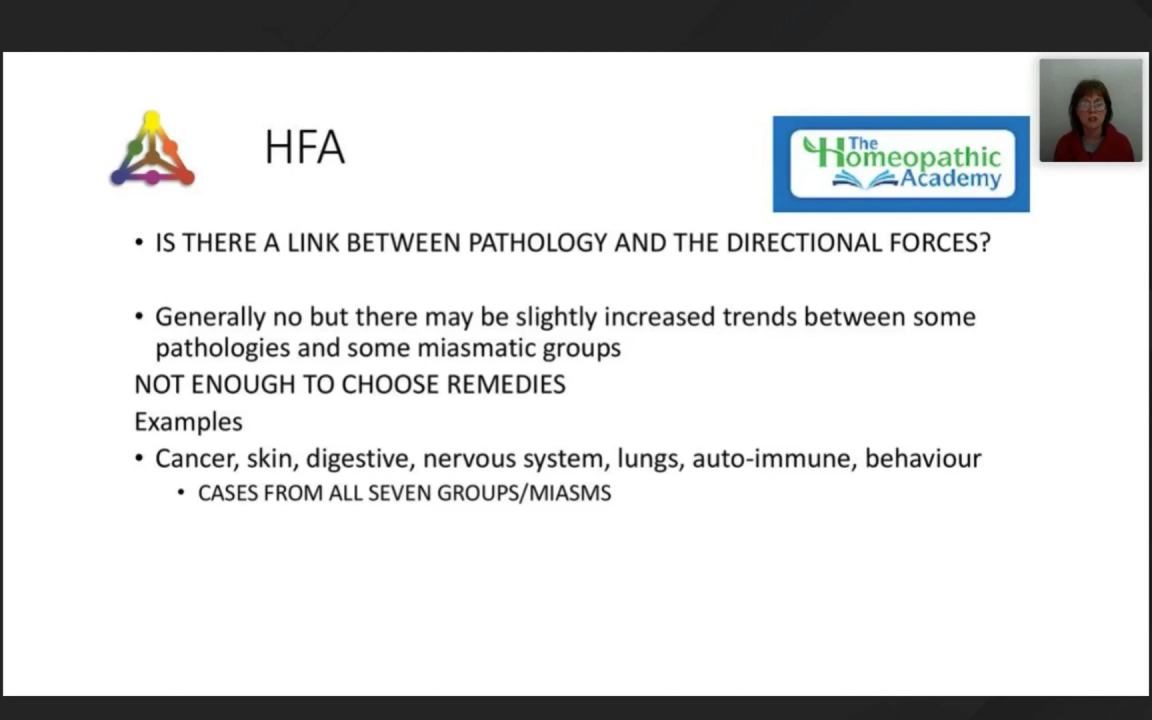 HFA
The
Homeopathic
Academy
• IS THERE A LINK BETWEEN PATHOLOGY AND THE DIRECTIONAL FORCES?
• Generally no but there may be slightly increased trends between some
pathologies and some miasmatic groups
NOT ENOUGH TO CHOOSE REMEDIES
Examples
• Cancer, skin, digestive, nervous system, lungs, auto-immune, behaviour
• CASES FROM ALL SEVEN GROUPS/MIASMS